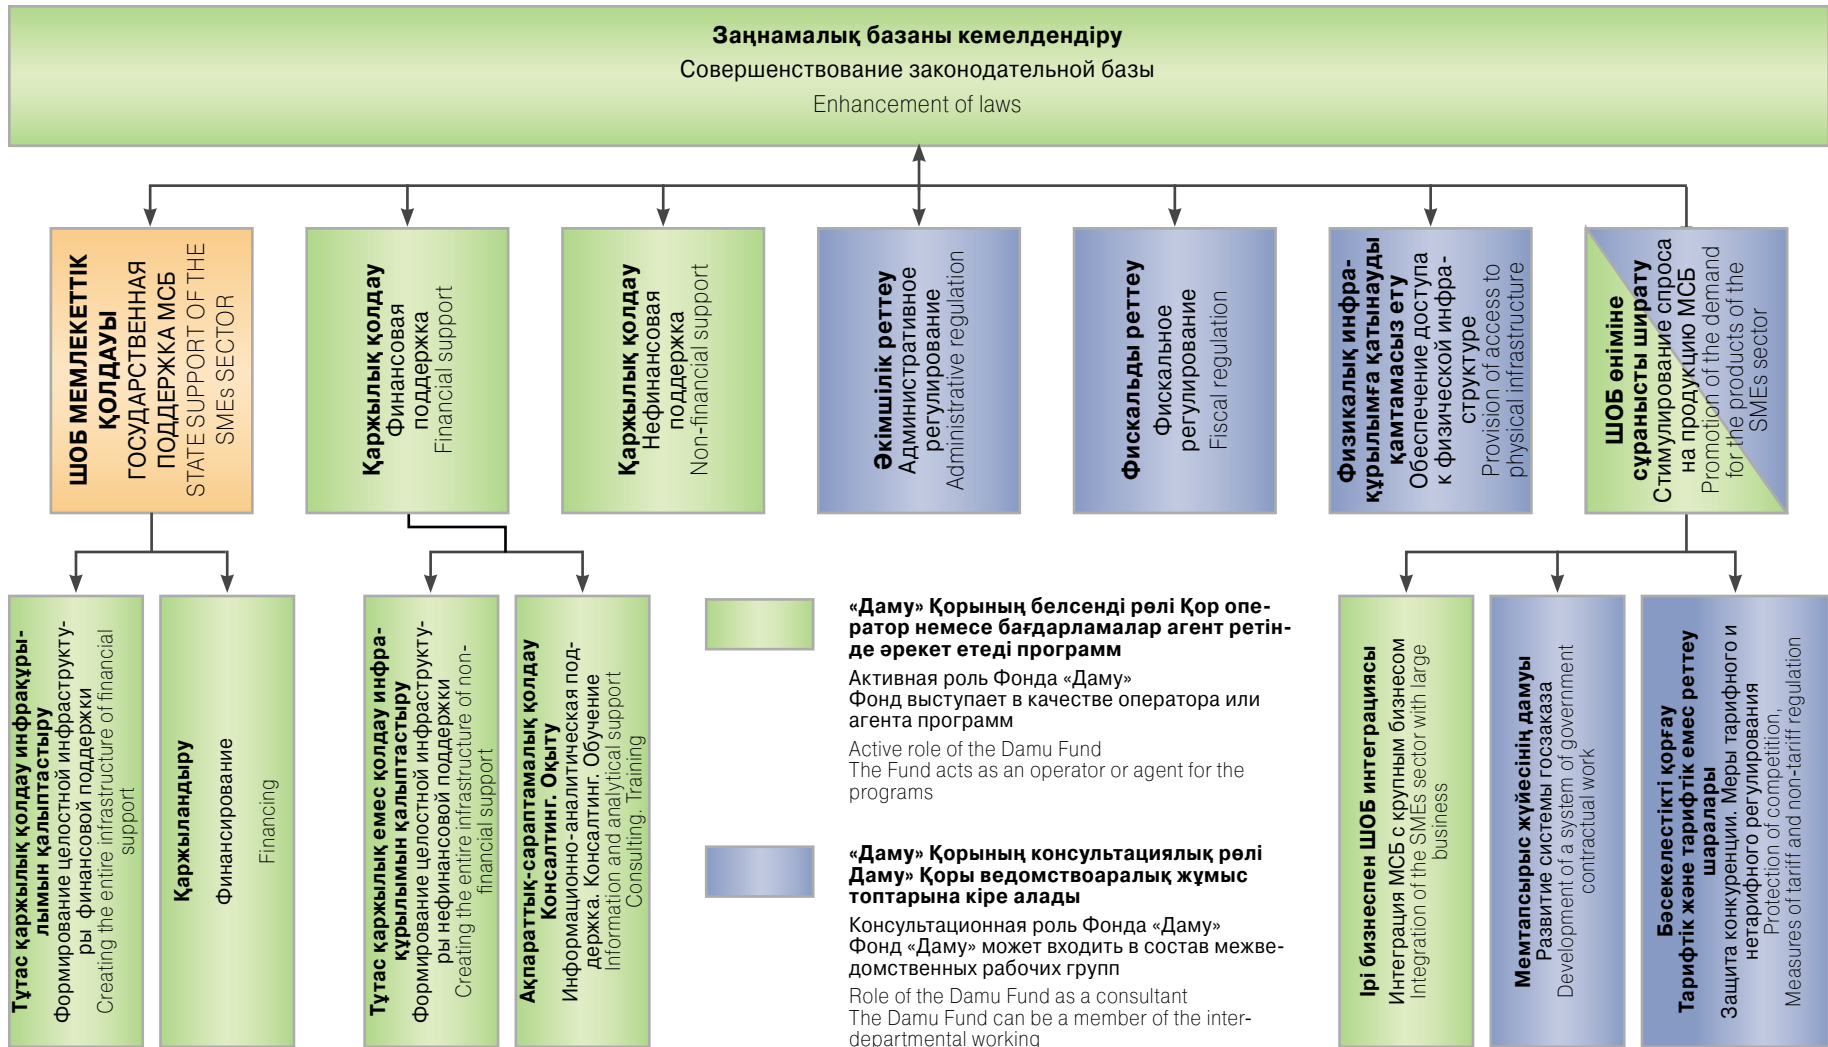 Заңнамалық базаны кемелдендіру
Совершенствование законодательной базы
Enhancement of laws
ШОБ МЕМЛЕКЕТТІК
ҚОЛДАУЫ
ГОСУДАРСТВЕННАЯ
ПОДДЕРЖКА МСБ
STATE SUPPORT OF THE
SMEs SECTOR
Қаржылық қолдау
Финансовая
поддержка
Financial support
Қаржылық қолдау
Нефинансовая
поддержка
Non-financial support
Әкімшілік реттеу
Административное
регулирование
Administrative regulation
Фискальды реттеу
Фискальное
регулирование
Fiscal regulation
Физикалық инфра-
құрылымға қатынауды
қамтамасыз ету
Обеспечение доступа
к физической инфра-
структуре
Provision of access to
physical infrastructure
ШОБ өніміне
сұранысты ширату
Стимулирование спроса
на продукцию МСБ
Promotion of the demand
for the products of the
SMEs sector
Тұтас қаржылық қолдау инфрақұры-
лымын қалыптастыру
Формирование целостной инфраструкту-
ры финансовой поддержки
Creating the entire infrastructure of financial
support
Қаржыландыру
Финансирование
Financing
Тұтас қаржылық емес қолдау инфра-
құрылымын қалыптастыру
Формирование целостной инфраструкту-
ры нефинансовой поддержки
Creating the entire infrastructure of non-
financial support
Ақпараттық-сараптамалық қолдау
Консалтинг. Оқыту
Информационно-аналитическая под-
держка. Консалтинг. Обучение
Information and analytical support
Consulting. Training
«Даму» Қорының белсенді рөлі Қор опе-
ратор немесе бағдарламалар агент ретін-
де әрекет етеді программ
Активная роль Фонда «Даму»
Фонд выступает в качестве оператора или
агента программ
Active role of the Damu Fund
The Fund acts as an operator or agent for the
programs
«Даму» Қорының консультациялық рөлі
Даму» Қоры ведомствоаралық жұмыс
топтарына кіре алады
Консультационная роль Фонда «Даму»
Фонд «Даму» может входить в состав межве-
домственных рабочих групп
Role of the Damu Fund as a consultant
The Damu Fund can be a member of the inter-
departmental working
Ірі бизнеспен ШОБ интеграциясы
Интеграция МСБ с крупным бизнесом
Integration of the SMEs sector with large
business
Мемтапсырыс жүйесінің дамуы
Развитие системы госзаказа
Development of a system of government
contractual work
Бәсекелестікті қорғау
Тарифтік және тарифтік емес реттеу
шаралары
Защита конкуренции. Меры тарифного и
нетарифного регулирования
Protection of competition,
Measures of tariff and non-tariff regulation